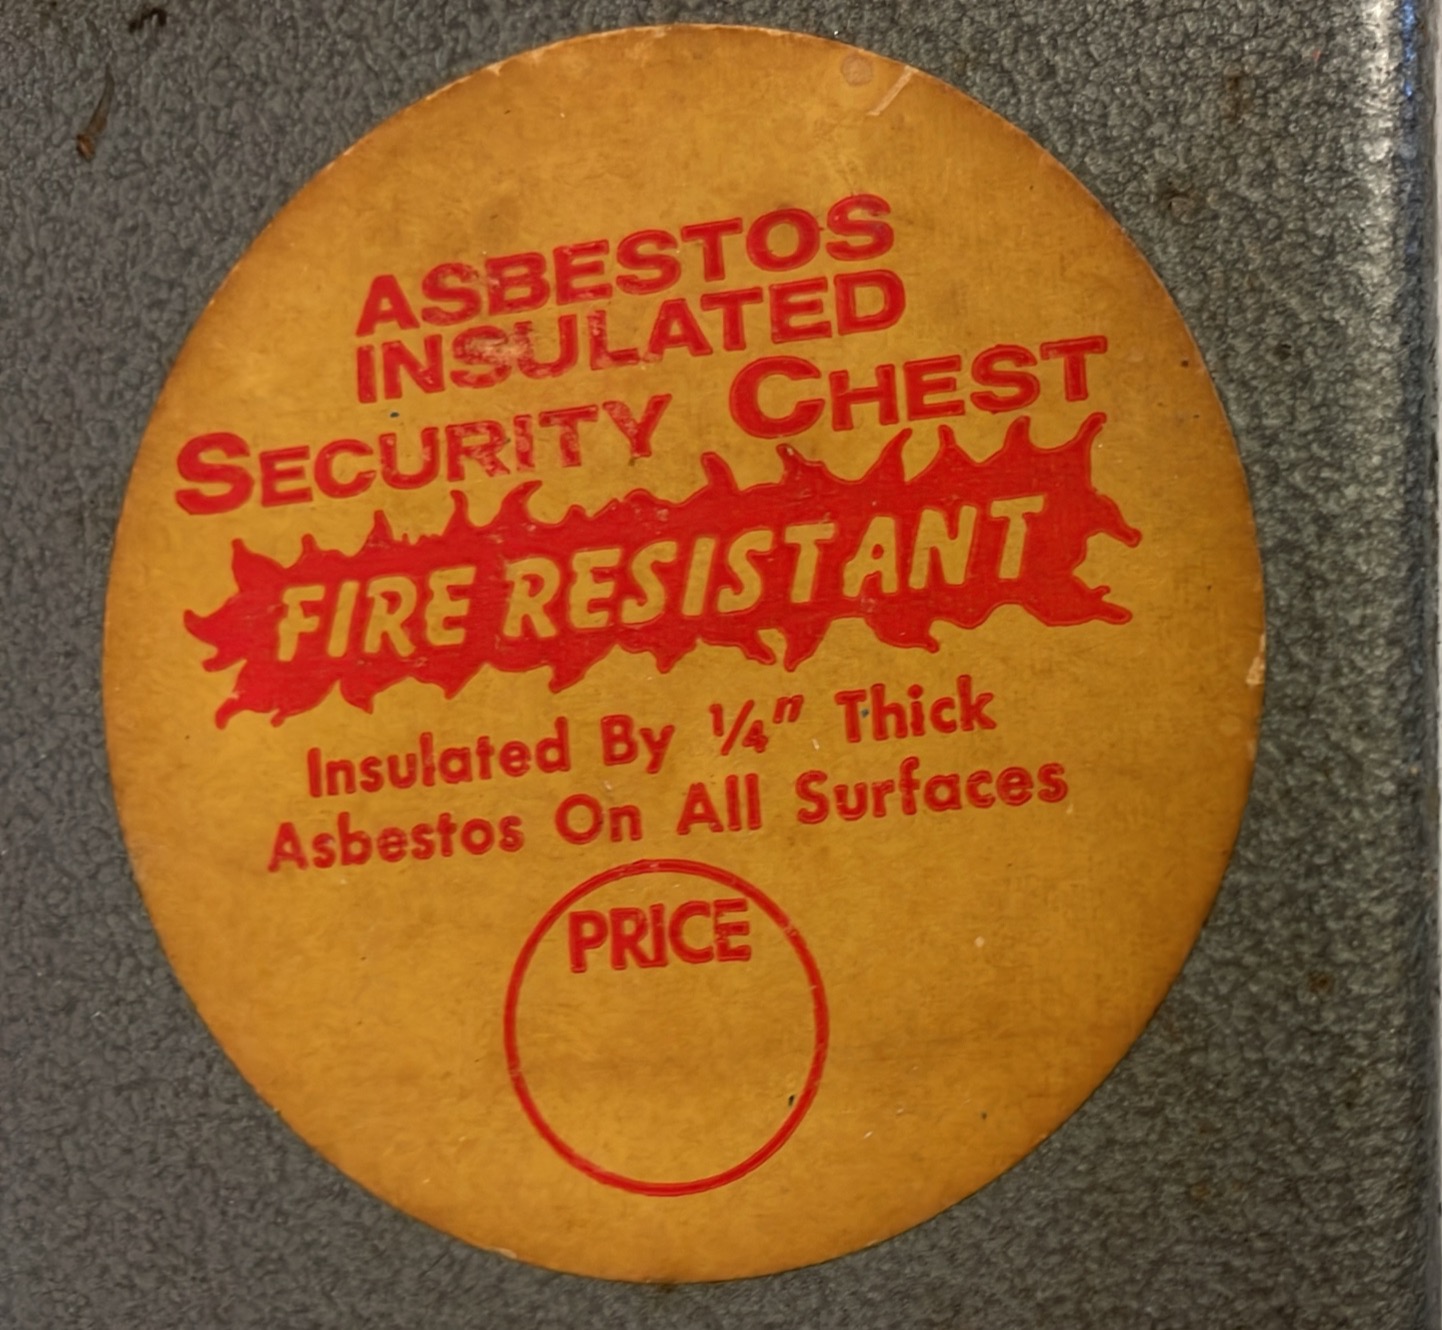 ASBESTOS
INSULATED
SECURITY CHEST
FIRE RESISTANT
Insulated By ¼" Thick
Asbestos On All Surfaces
PRICE